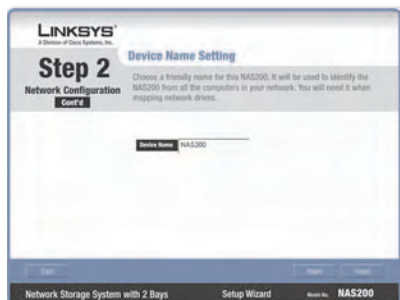 LINKSYS®
A Division of Cisco Systems, Inc.
Step 2
Network Configuration
Cont'd
Device Name Setting
Choose a friendly name for this NAS200. It will be used to identify the
NAS200 from all the computers in your network. You will need it when
mapping network drives.
Device Name NAS200
Exit
Next
Network Storage System with 2 Bays Setup Wizard Model No. NAS200